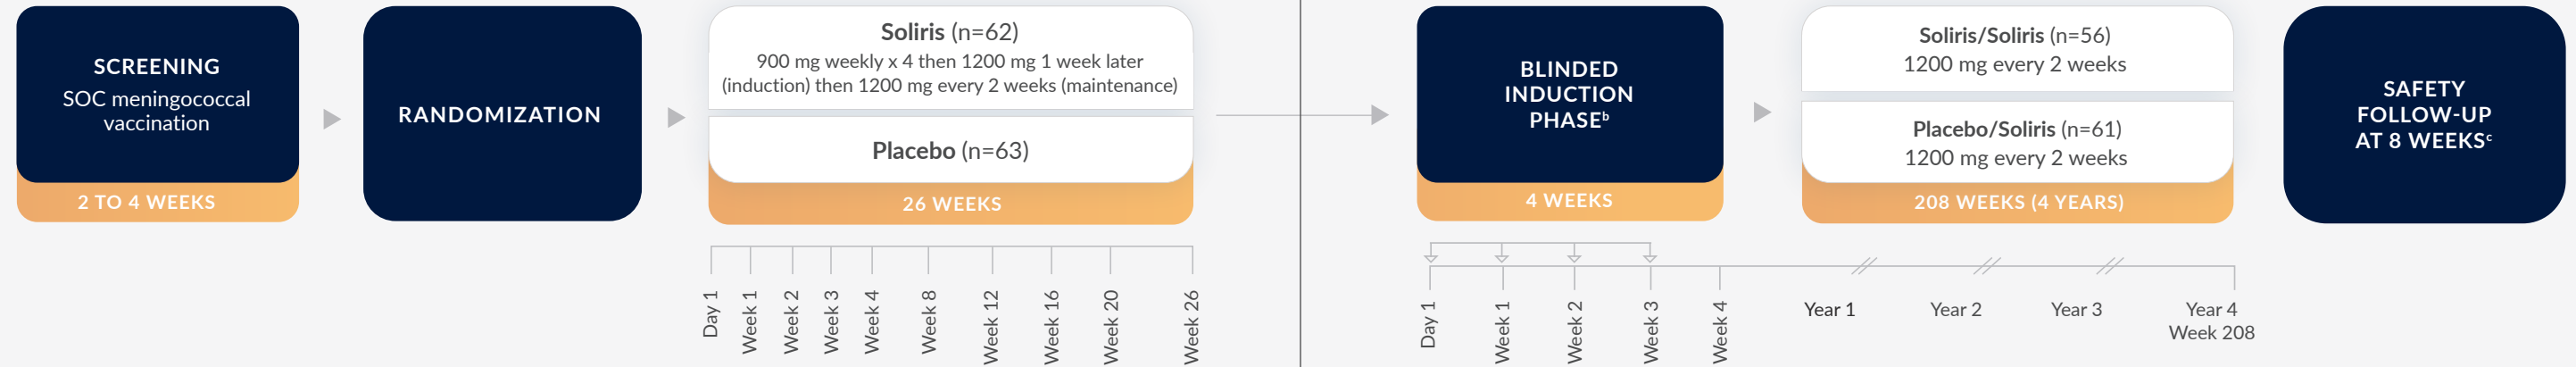 SCREENING
SOC meningococcal
vaccination
2 TO 4 WEEKS
RANDOMIZATION
Soliris (n=62)
900 mg weekly x 4 then 1200 mg 1 week later
(induction) then 1200 mg every 2 weeks (maintenance)
Placebo (n=63)
26 WEEKS
Day 1
Week 1
Week 2
Week 3
Week 4
Week 8
Week 12
Week 16
Week 20
Week 26
BLINDED
INDUCTION
PHASEᵇ
4 WEEKS
Soliris/Soliris (n=56)
1200 mg every 2 weeks
Placebo/Soliris (n=61)
1200 mg every 2 weeks
208 WEEKS (4 YEARS)
Day 1
Week 1
Week 2
Week 3
Week 4
Year 1
Year 2
Year 3
Year 4
Week 208
SAFETY
FOLLOW-UP
AT 8 WEEKSᶜ